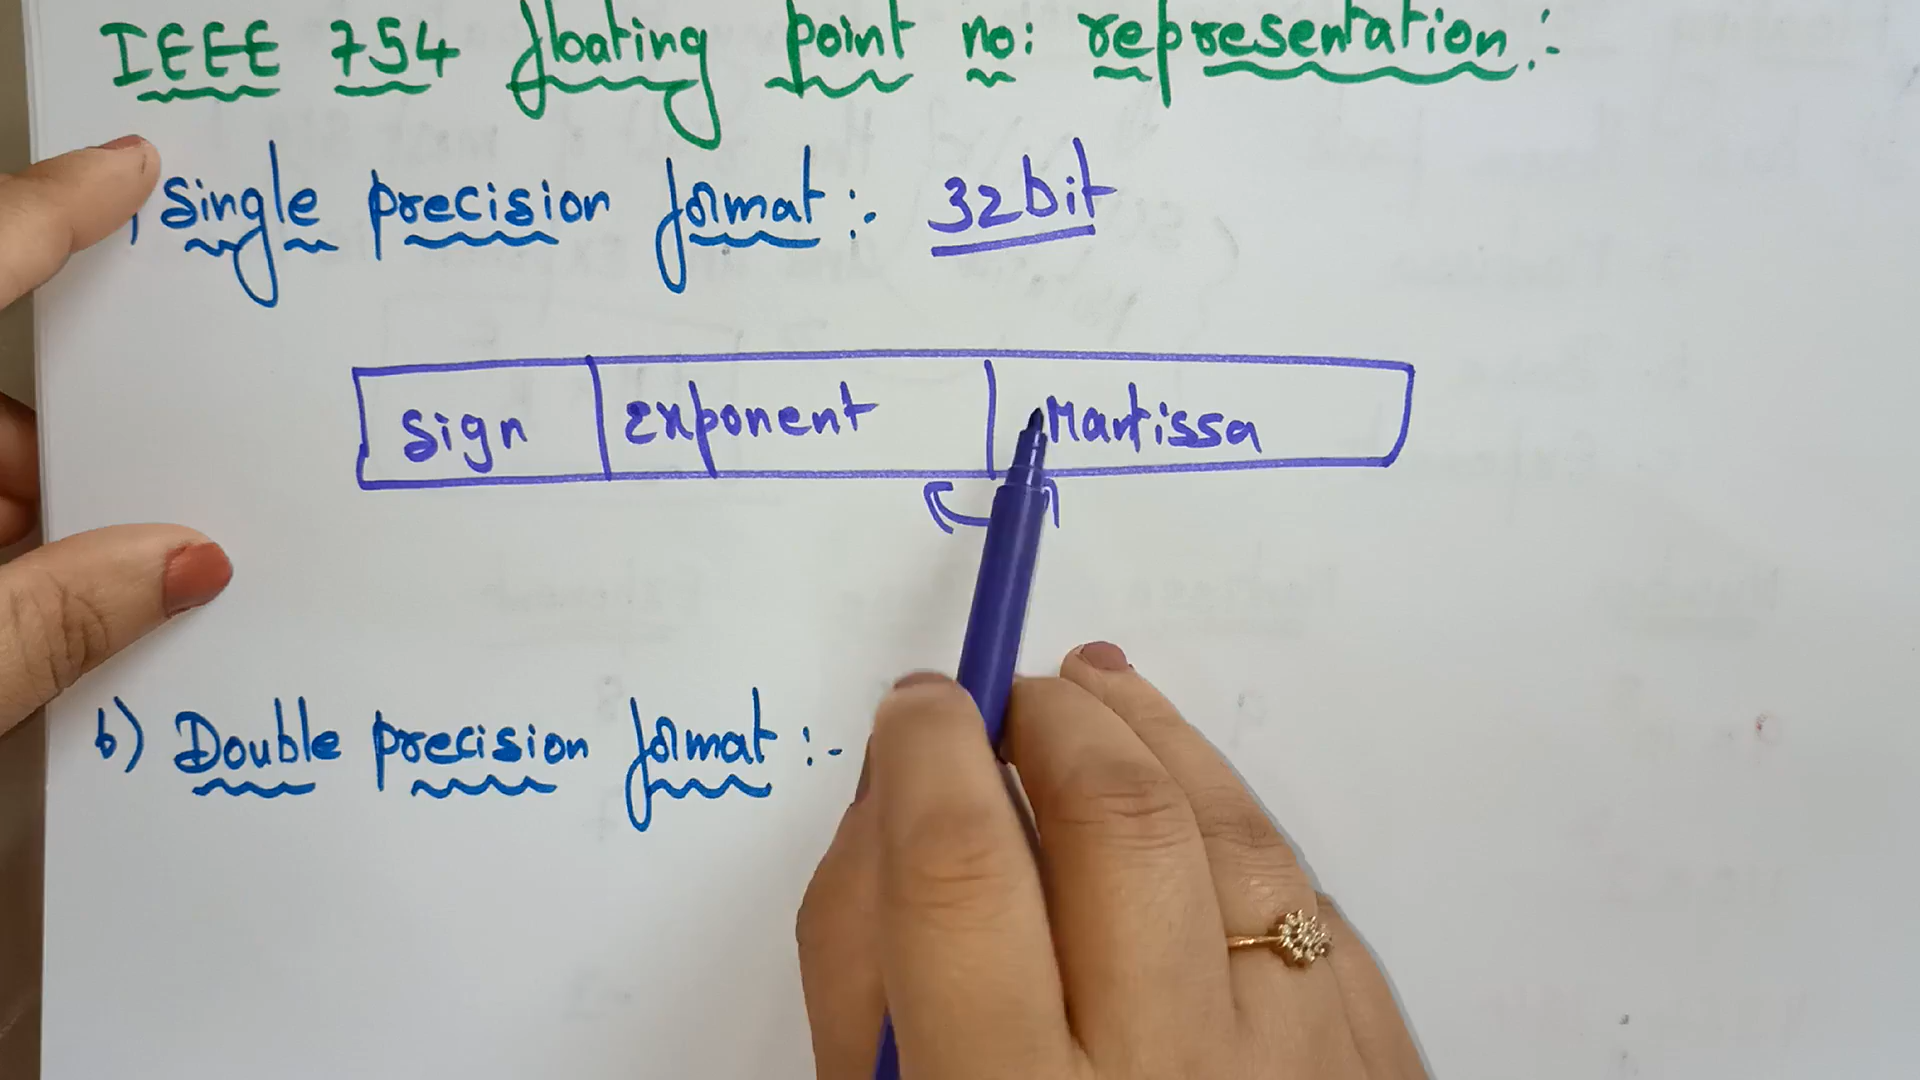 IEEE 754 floating point no: representation:-
) Single precision format:- 32bit
Sign exponent Mantissa
b) Double precision format:-